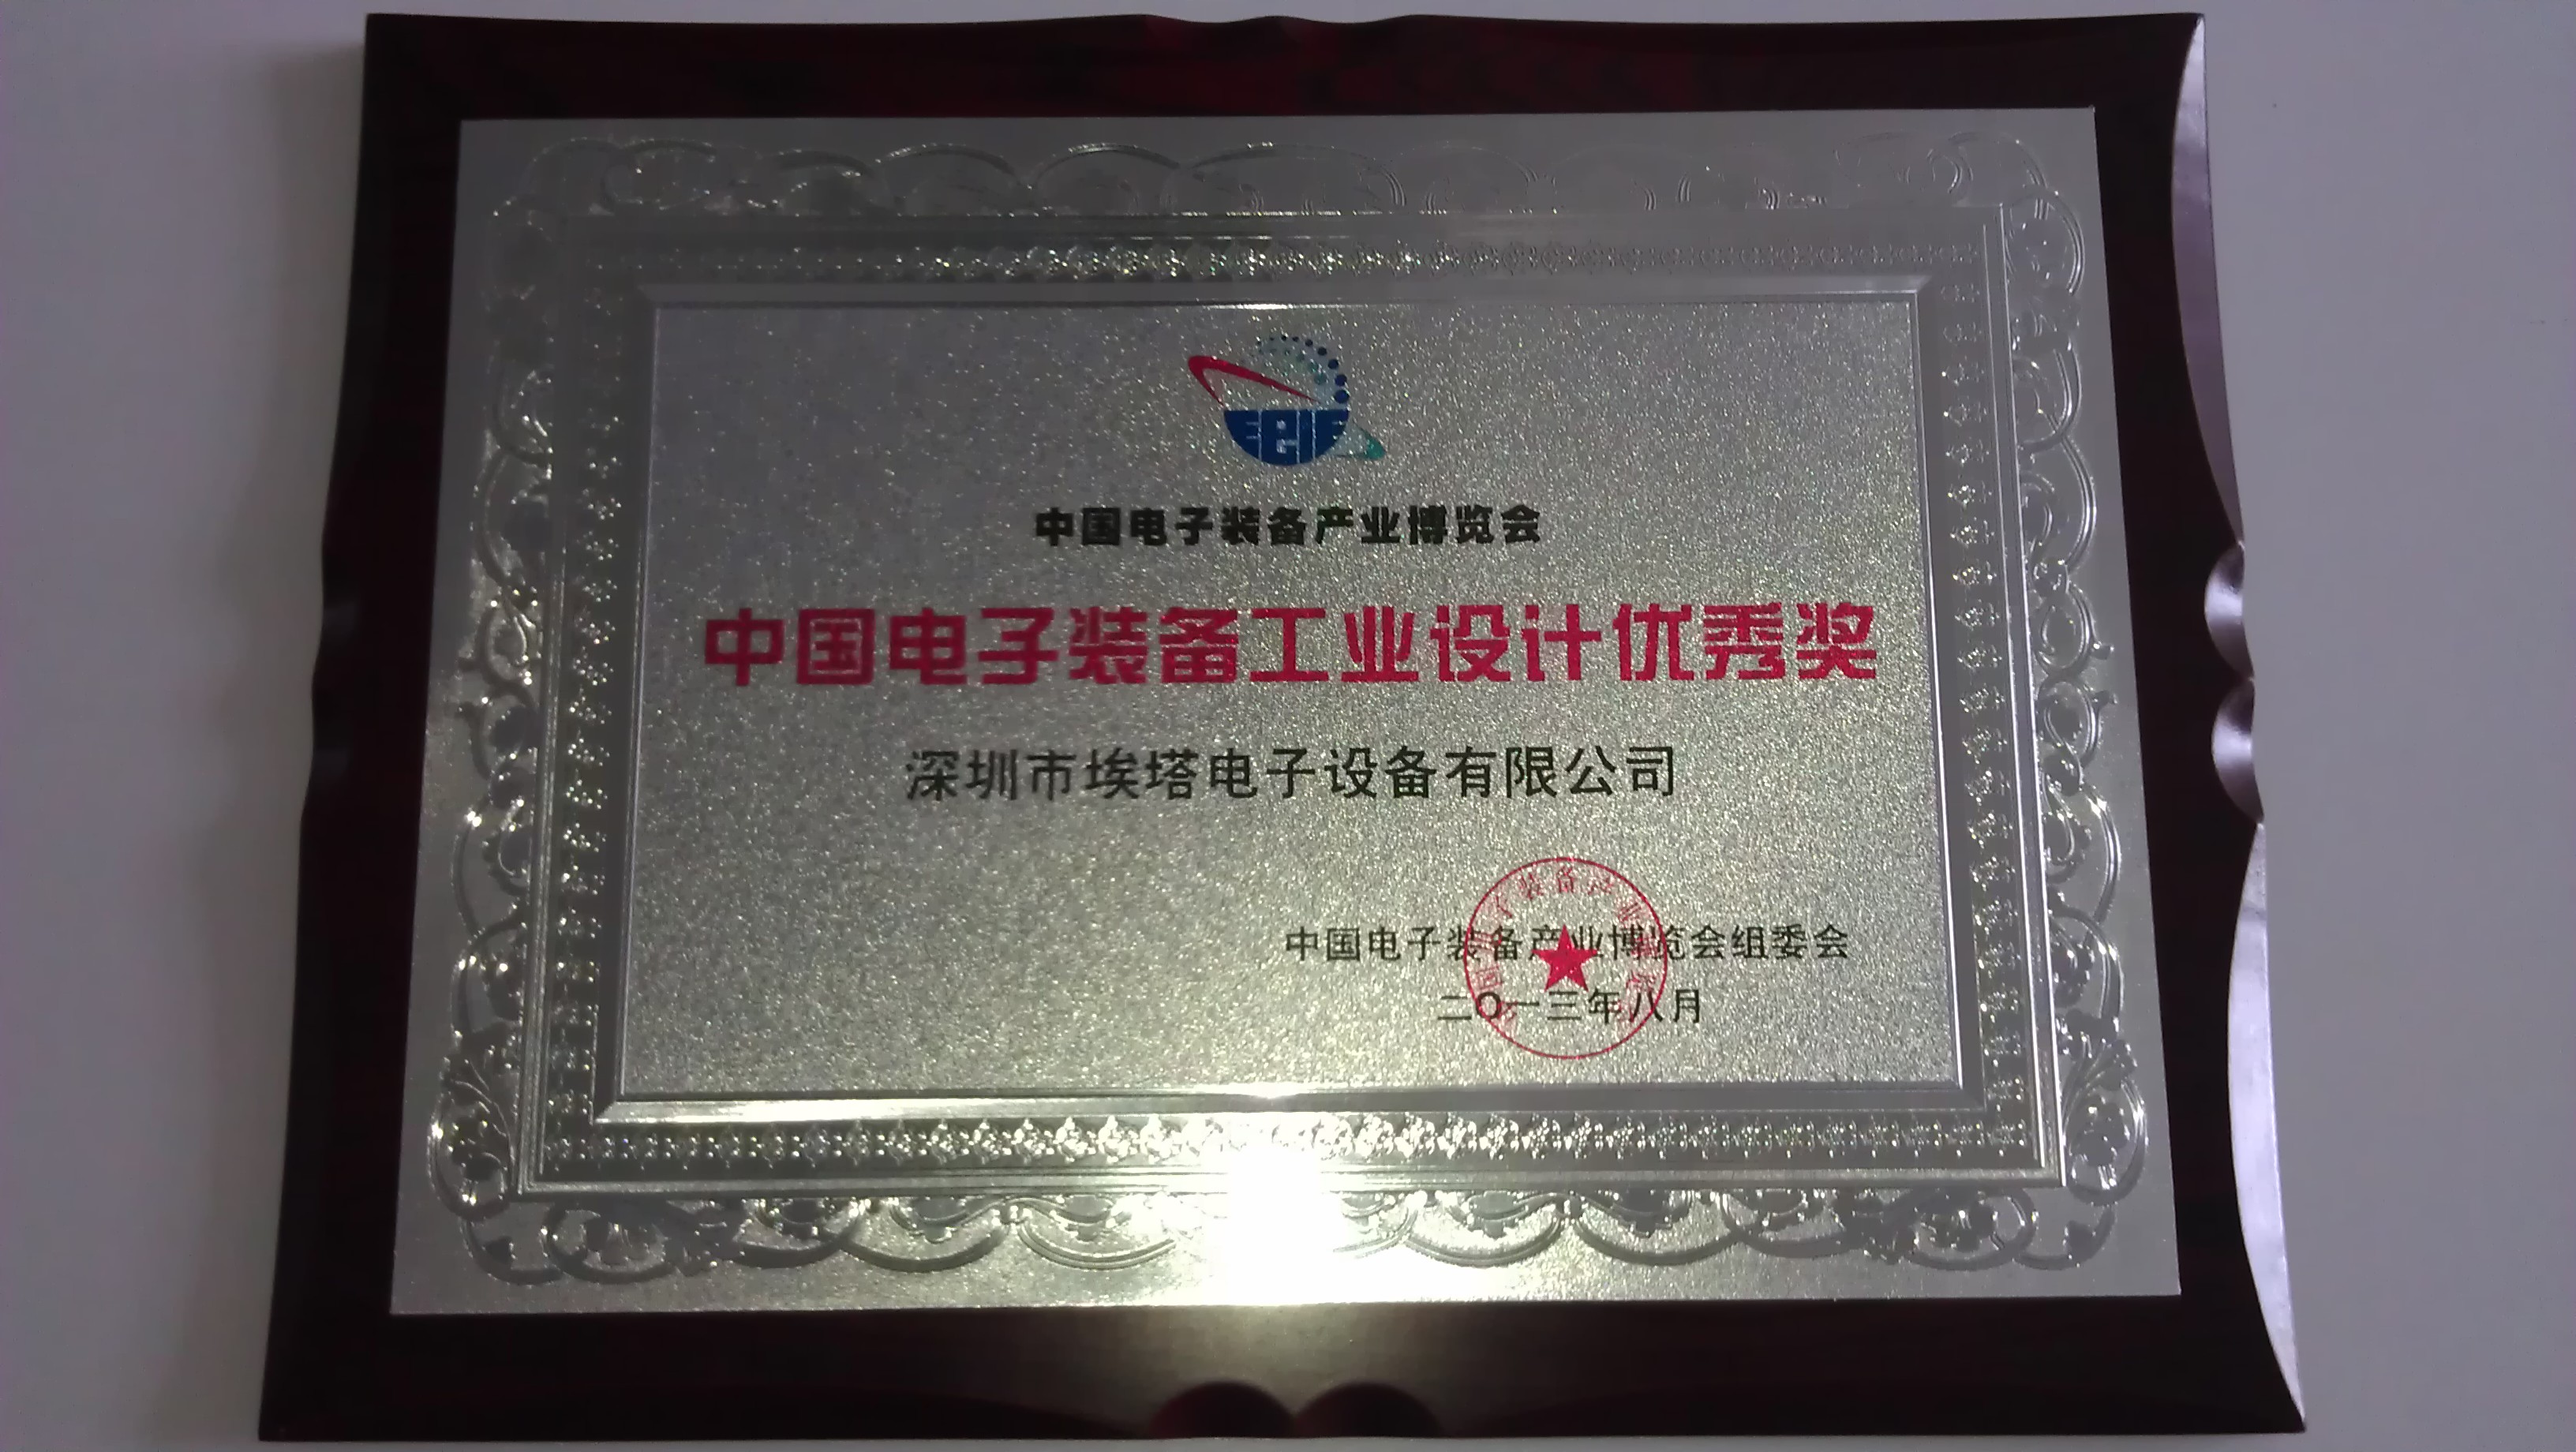 EEIE
中国电子装备产业博览会
中国电子装备工业设计优秀奖
深圳市埃塔电子设备有限公司
中国电子装备产业博览会组委会
二〇一三年八月